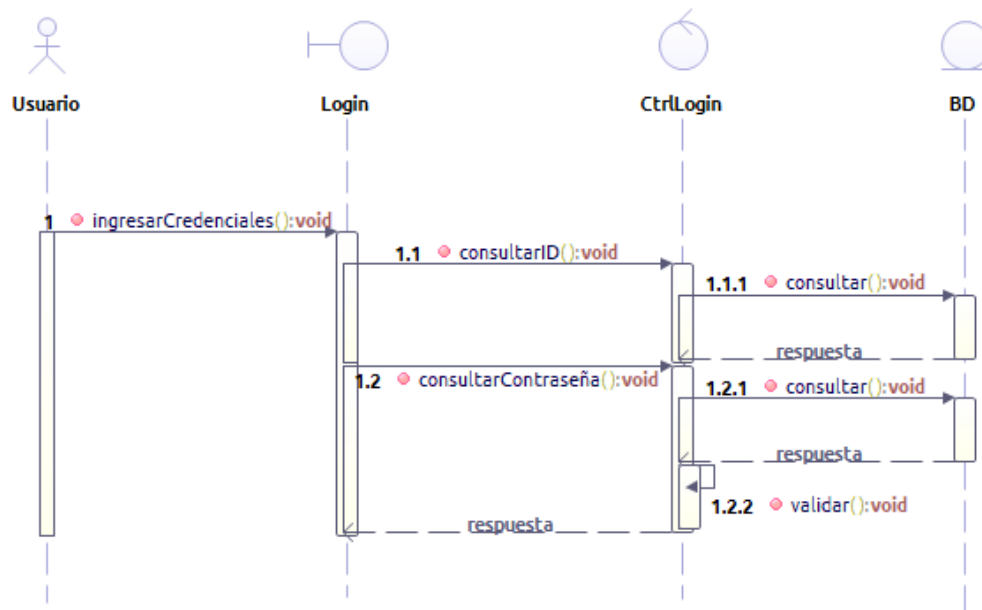 Usuario
Login
CtrlLogin
BD
1 ingresarCredenciales():void
1.1 consultarID():void
1.1.1 consultar():void
respuesta
1.2 consultarContraseña():void
1.2.1 consultar():void
respuesta
1.2.2 validar():void
respuesta